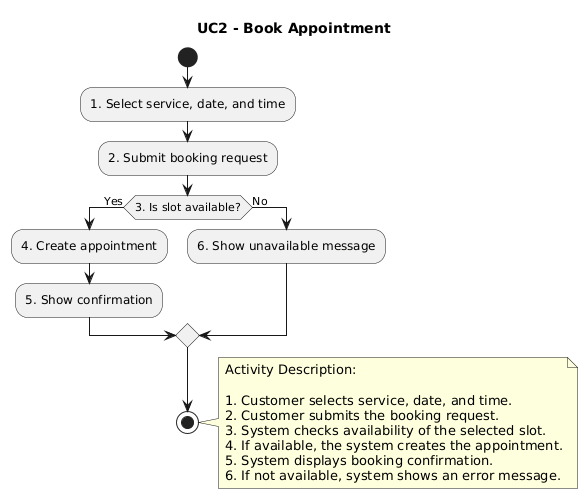 UC2 - Book Appointment
1. Select service, date, and time
2. Submit booking request
3. Is slot available?
Yes
No
4. Create appointment
6. Show unavailable message
5. Show confirmation
Activity Description:
1. Customer selects service, date, and time.
2. Customer submits the booking request.
3. System checks availability of the selected slot.
4. If available, the system creates the appointment.
5. System displays booking confirmation.
6. If not available, system shows an error message.